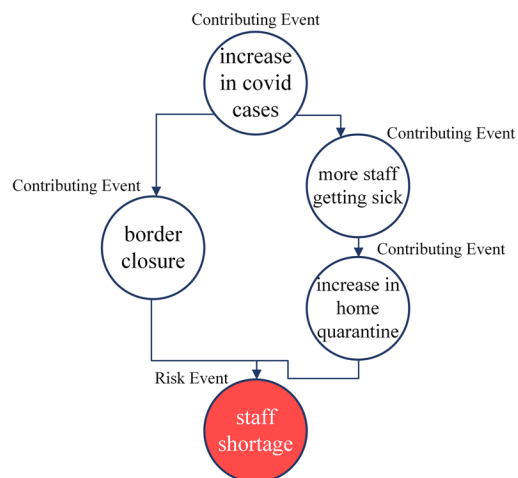 Contributing Event
increase
in covid
cases
Contributing Event
more staff
getting sick
Contributing Event
border
closure
Contributing Event
increase in
home
quarantine
Risk Event
staff
shortage